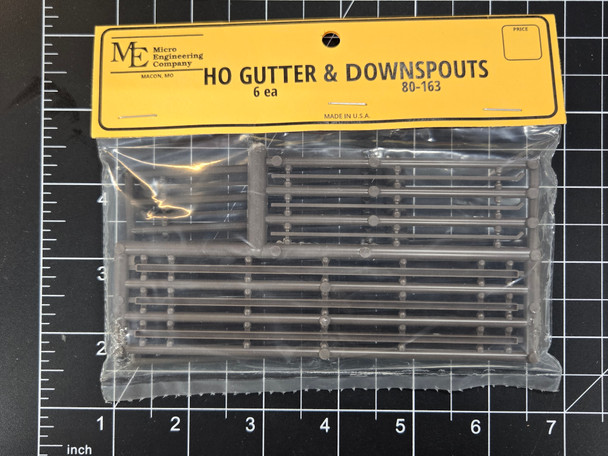 ME
Micro
Engineering
Company
MACON, MO
PRICE
HO GUTTER & DOWNSPOUTS
6 ea 80-163
MADE IN U.S.A.
4
3
2
1
inch
1 2 3 4 5 6 7